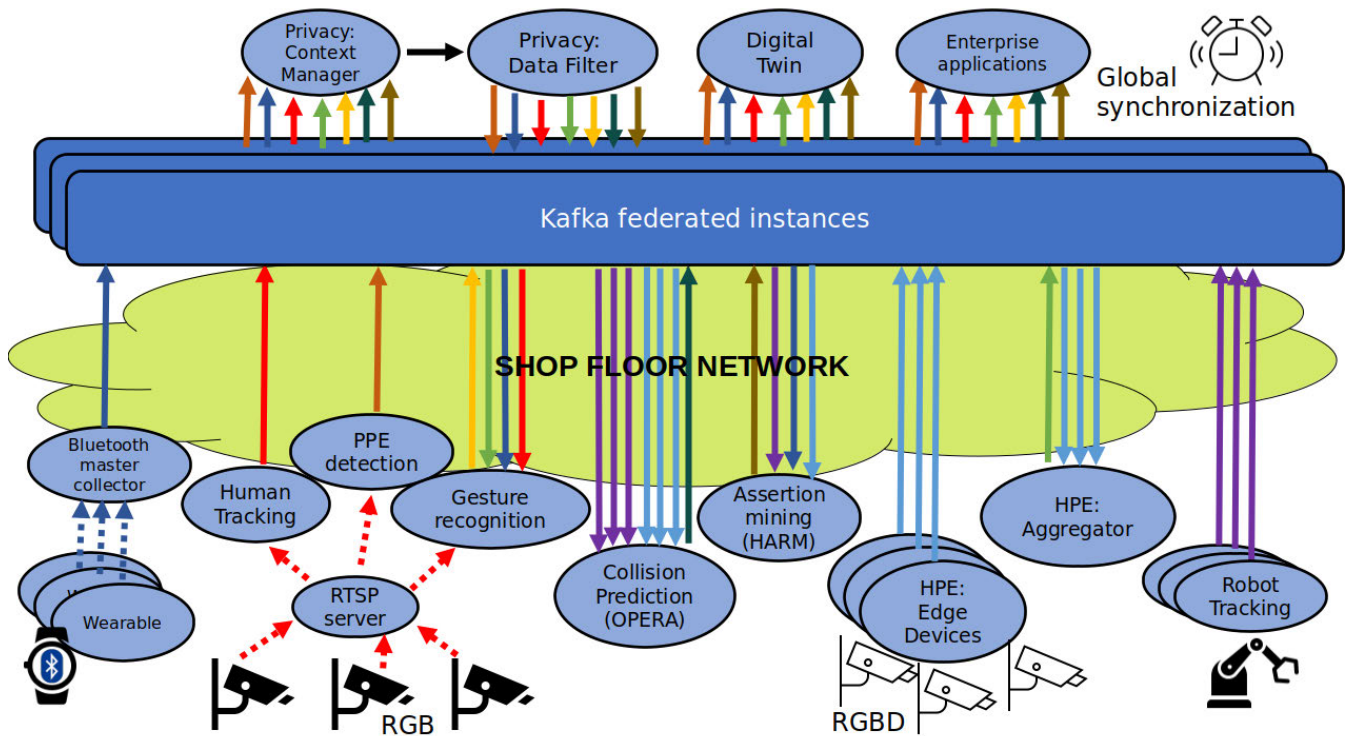 Privacy:
Context
Manager
Privacy:
Data Filter
Digital
Twin
Enterprise
applications
Global
synchronization
Kafka federated instances
SHOP FLOOR NETWORK
Bluetooth
master
collector
Human
Tracking
PPE
detection
Gesture
recognition
Collision
Prediction
(OPERA)
Assertion
mining
(HARM)
HPE:
Edge
Devices
HPE:
Aggregator
Robot
Tracking
Wearable
RTSP
server
RGB
RGBD